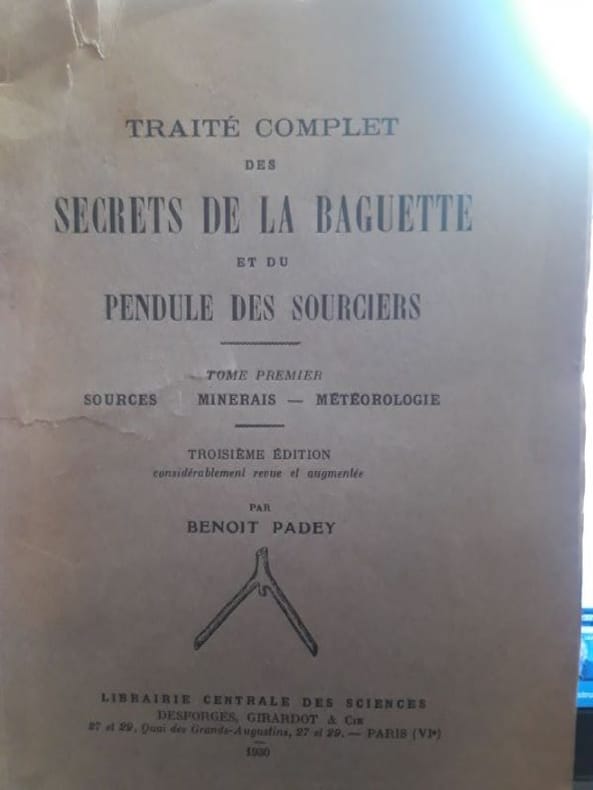 TRAITÉ COMPLET
DES
SECRETS DE LA BAGUETTE
ET DU
PENDULE DES SOURCIERS
TOME PREMIER
SOURCES MINERAIS — MÉTÉOROLOGIE
TROISIÈME ÉDITION
considérablement revue et augmentée
PAR
BENOIT PADEY
LIBRAIRIE CENTRALE DES SCIENCES
DESFORGES, GIRARDOT & Cie
27 et 29, Quai des Grands-Augustins, 27 et 29. — PARIS (VIe)
1930